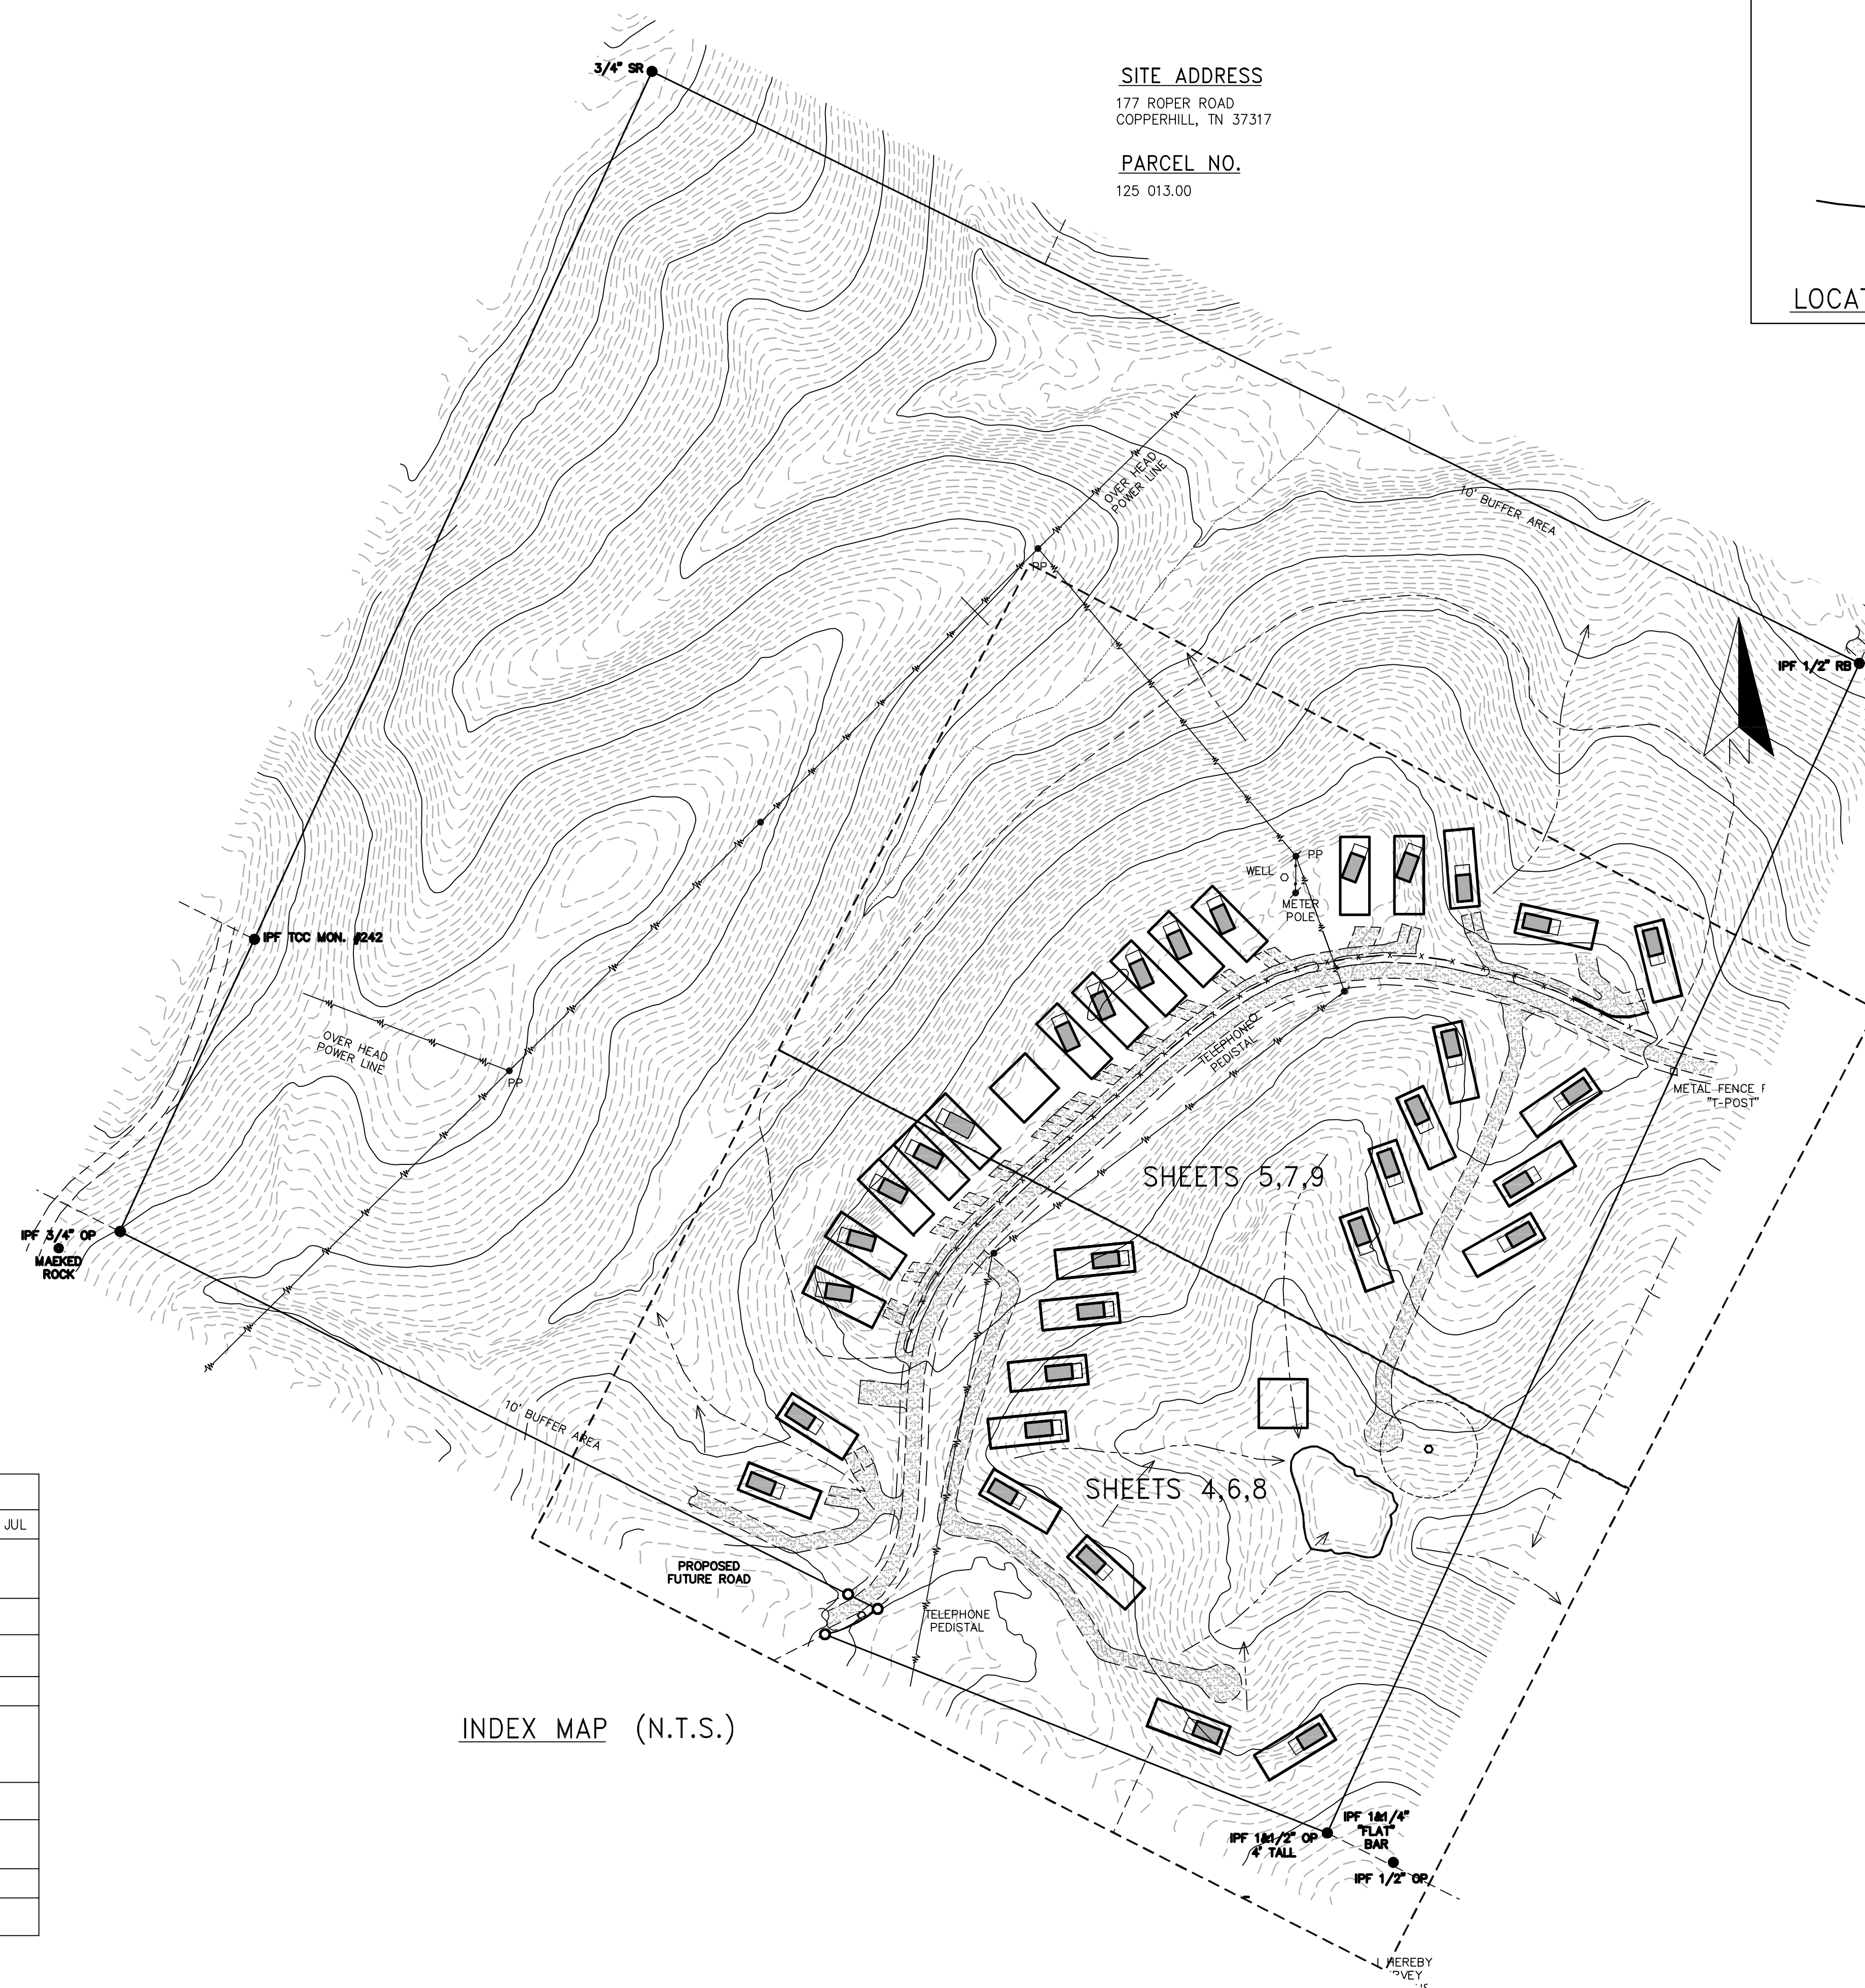 3/4" SR
SITE ADDRESS
177 ROPER ROAD
COPPERHILL, TN 37317
PARCEL NO.
125 013.00
OVER HEAD
POWER LINE
10' BUFFER AREA
PP
IPF 1/2" RB
N
PP
WELL
METER
POLE
IPF TCC MON. #242
OVER HEAD
POWER LINE
PP
TELEPHONE
PEDISTAL
METAL FENCE
"T-POST"
SHEETS 5,7,9
IPF 3/4" OP
MAEKED
ROCK
10' BUFFER AREA
SHEETS 4,6,8
JUL
PROPOSED
FUTURE ROAD
TELEPHONE
PEDISTAL
INDEX MAP (N.T.S.)
IPF 1&1/4"
"FLAT"
BAR
IPF 1&1/2" OP
4' TALL
IPF 1/2" OP
HEREBY